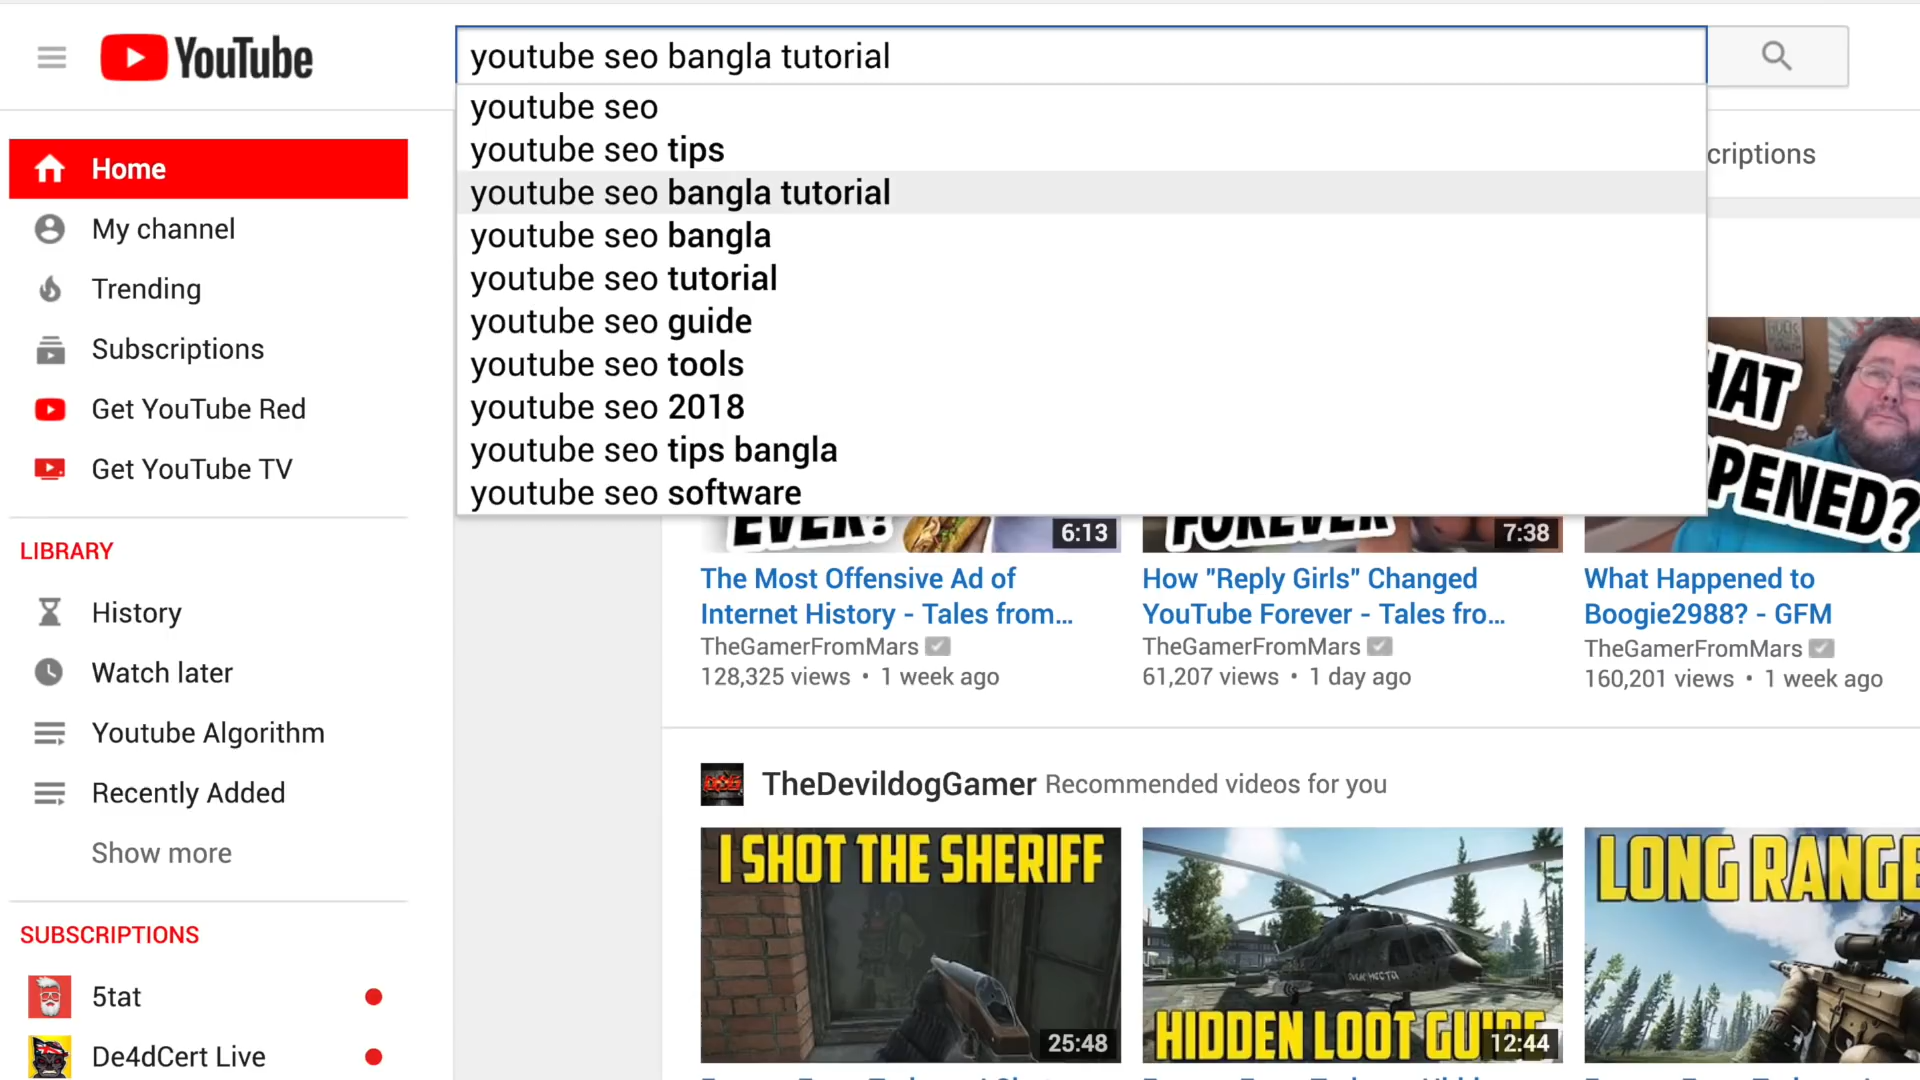 YouTube
youtube seo bangla tutorial
youtube seo
youtube seo tips
youtube seo bangla tutorial
youtube seo bangla
youtube seo tutorial
youtube seo guide
youtube seo tools
youtube seo 2018
youtube seo tips bangla
youtube seo software
criptions
Home
My channel
Trending
Subscriptions
Get YouTube Red
Get YouTube TV
LIBRARY
History
Watch later
Youtube Algorithm
Recently Added
Show more
SUBSCRIPTIONS
5tat
De4dCert Live
EVER!
6:13
FOREVER
7:38
HAT
PENED?
The Most Offensive Ad of
Internet History - Tales from...
TheGamerFromMars
128,325 views • 1 week ago
How "Reply Girls" Changed
YouTube Forever - Tales fro...
TheGamerFromMars
61,207 views • 1 day ago
What Happened to
Boogie2988? - GFM
TheGamerFromMars
160,201 views • 1 week ago
TheDevildogGamer Recommended videos for you
I SHOT THE SHERIFF
25:48
HIDDEN LOOT GUIDE
12:44
LONG RANGE